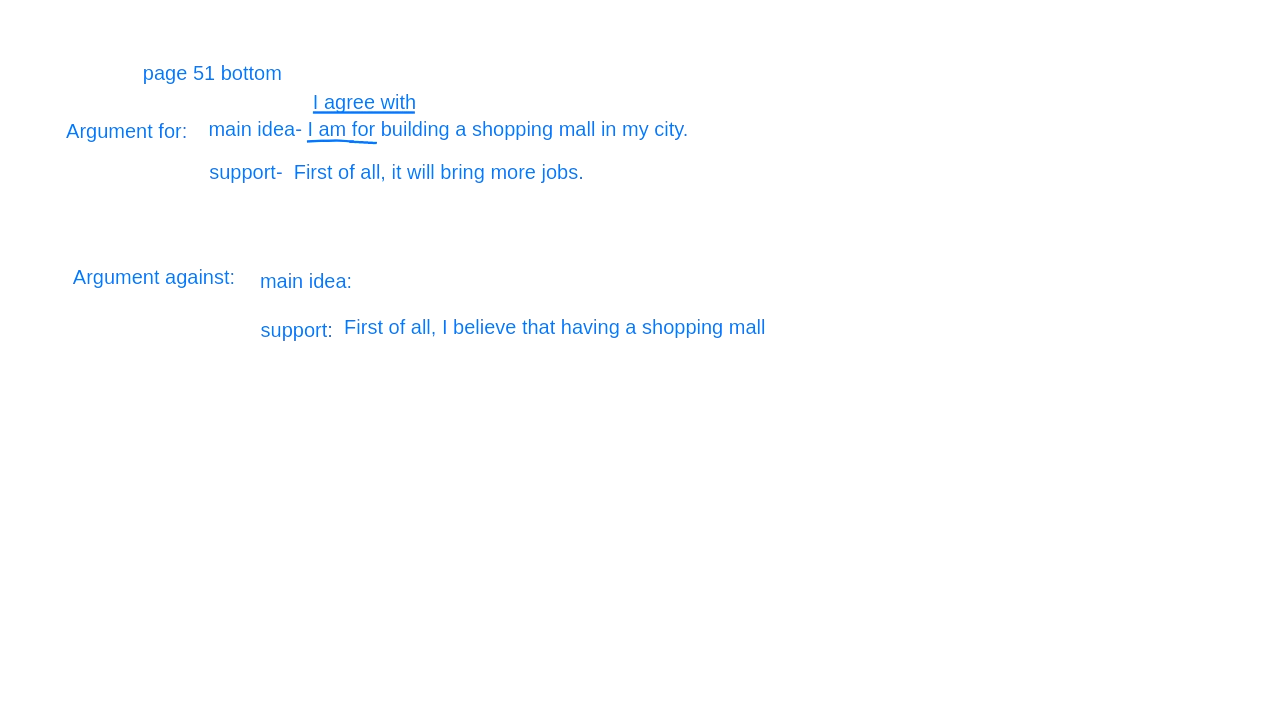 page 51 bottom
I agree with
Argument for: main idea- I am for building a shopping mall in my city.
support- First of all, it will bring more jobs.
Argument against: main idea:
support: First of all, I believe that having a shopping mall